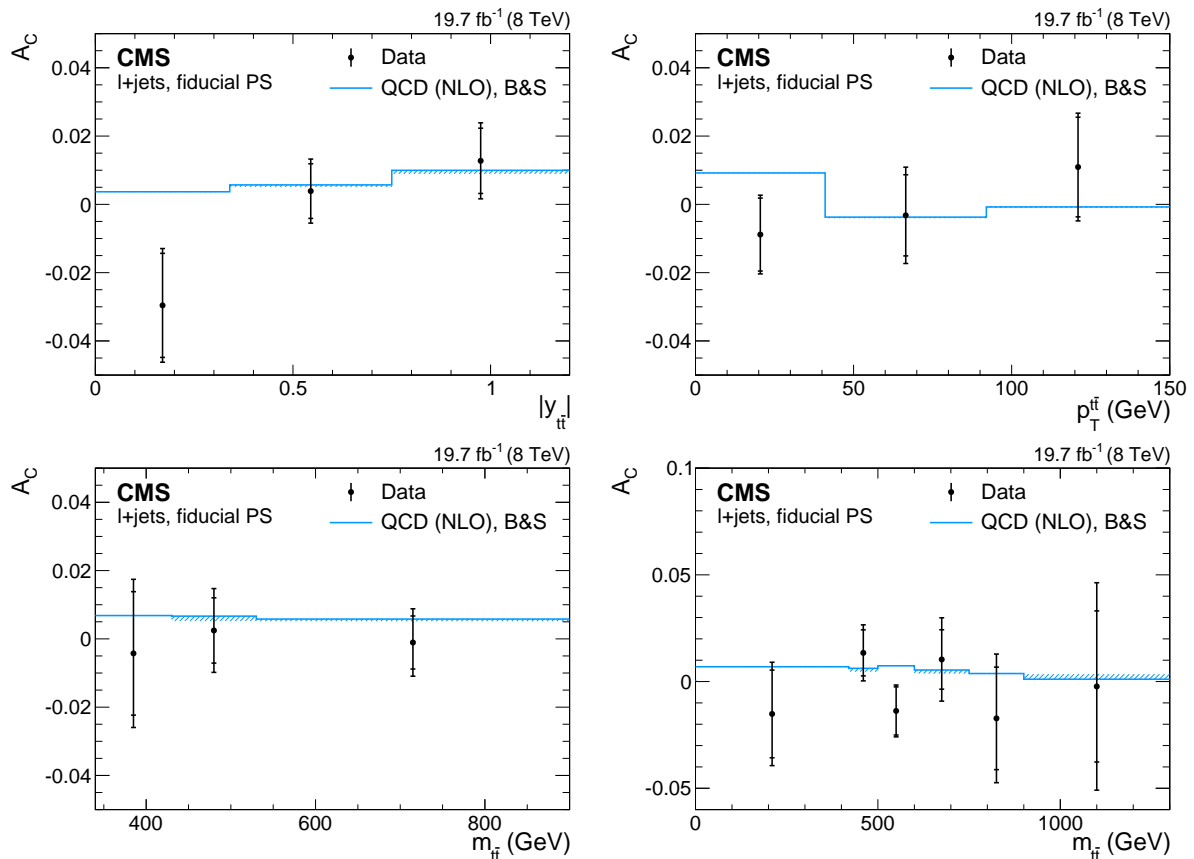 19.7 fb⁻¹ (8 TeV)
A_C
CMS
l+jets, fiducial PS
Data
QCD (NLO), B&S
0.04
0.02
0
-0.02
-0.04
0 0.5 1
|y_tt̄|
19.7 fb⁻¹ (8 TeV)
A_C
CMS
l+jets, fiducial PS
Data
QCD (NLO), B&S
0.04
0.02
0
-0.02
-0.04
0 50 100 150
p_T^tt̄ (GeV)
19.7 fb⁻¹ (8 TeV)
A_C
CMS
l+jets, fiducial PS
Data
QCD (NLO), B&S
0.04
0.02
0
-0.02
-0.04
400 600 800
m_tt̄ (GeV)
19.7 fb⁻¹ (8 TeV)
A_C
CMS
l+jets, fiducial PS
Data
QCD (NLO), B&S
0.1
0.05
0
-0.05
0 500 1000
m_tt̄ (GeV)